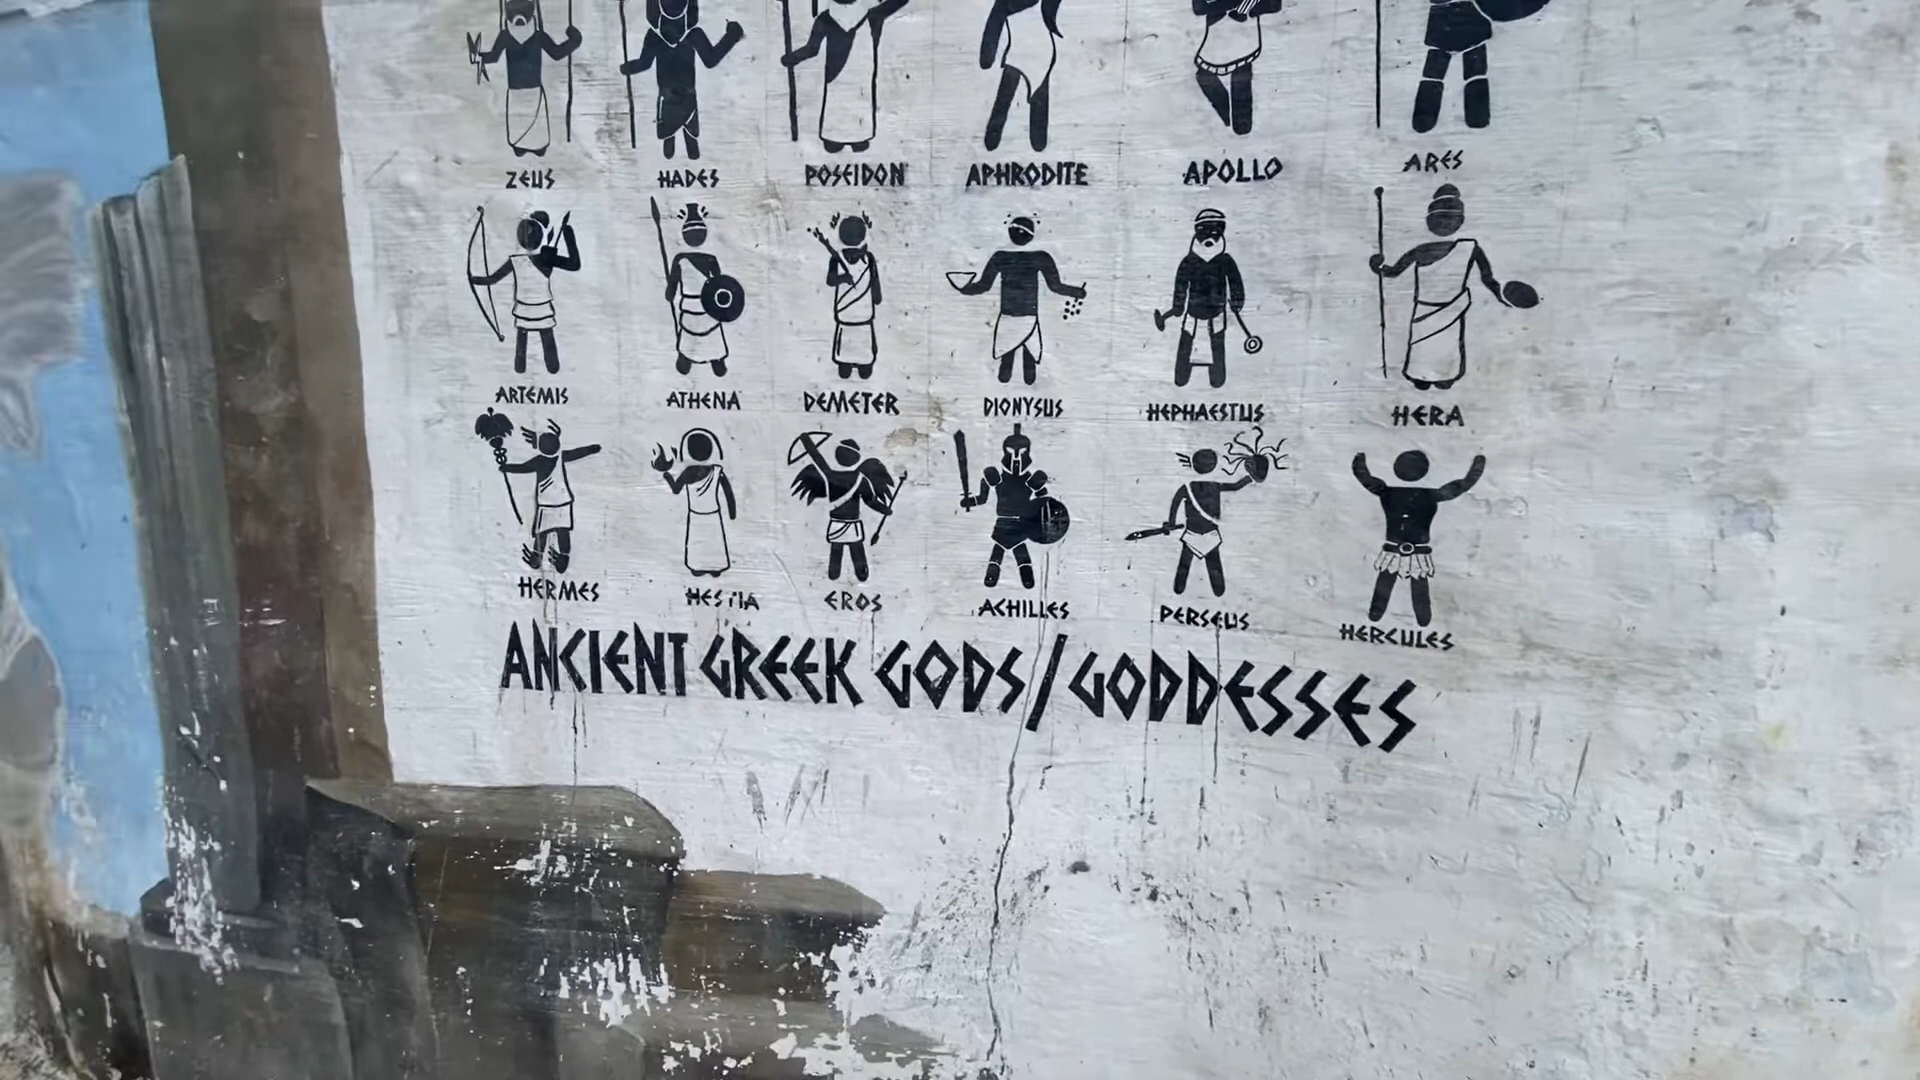 ZEUS HADES POSEIDON APHRODITE APOLLO ARES
ARTEMIS ATHENA DEMETER DIONYSUS HEPHAESTUS HERA
HERMES HESTIA EROS ACHILLES PERSEUS HERCULES
ANCIENT GREEK GODS/GODDESSES